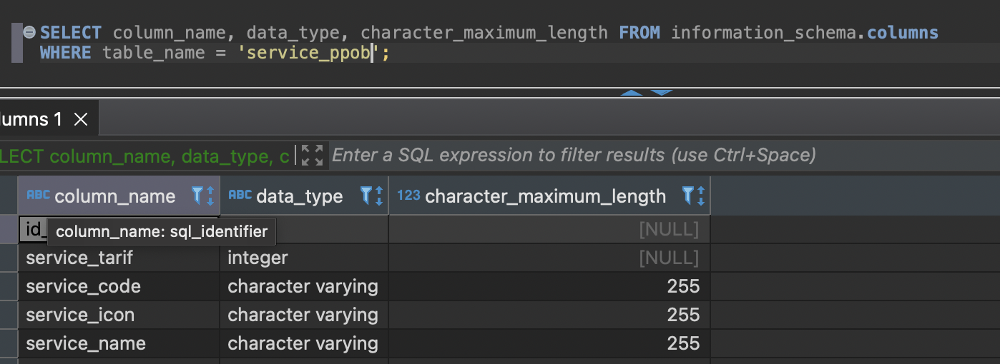 SELECT column_name, data_type, character_maximum_length FROM information_schema.columns
WHERE table_name = 'service_ppob';
lumns 1
LECT column_name, data_type, c Enter a SQL expression to filter results (use Ctrl+Space)
ABC column_name ABC data_type 123 character_maximum_length
id_ [NULL]
column_name: sql_identifier
service_tarif integer [NULL]
service_code character varying 255
service_icon character varying 255
service_name character varying 255